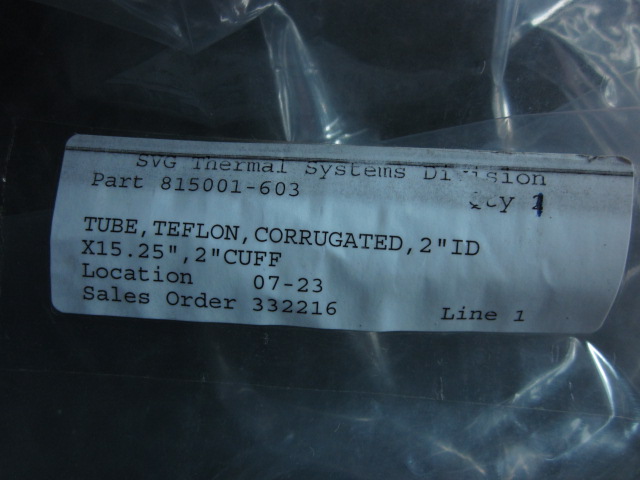 SVG Thermal Systems Division
Part 815001-603 Qty 1
TUBE,TEFLON,CORRUGATED,2"ID
X15.25",2"CUFF
Location 07-23
Sales Order 332216 Line 1